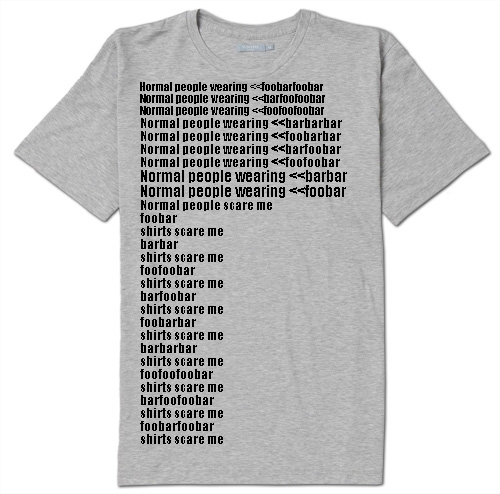 Normal people wearing <<foobarfoobar
Normal people wearing <<barfoofoobar
Normal people wearing <<foofoofoobar
Normal people wearing <<barbarbar
Normal people wearing <<foobarbar
Normal people wearing <<barfoobar
Normal people wearing <<foofoobar
Normal people wearing <<barbar
Normal people wearing <<foobar
Normal people scare me
foobar
shirts scare me
barbar
shirts scare me
foofoobar
shirts scare me
barfoobar
shirts scare me
foobarbar
shirts scare me
barbarbar
shirts scare me
foofoofoobar
shirts scare me
barfoofoobar
shirts scare me
foobarfoobar
shirts scare me